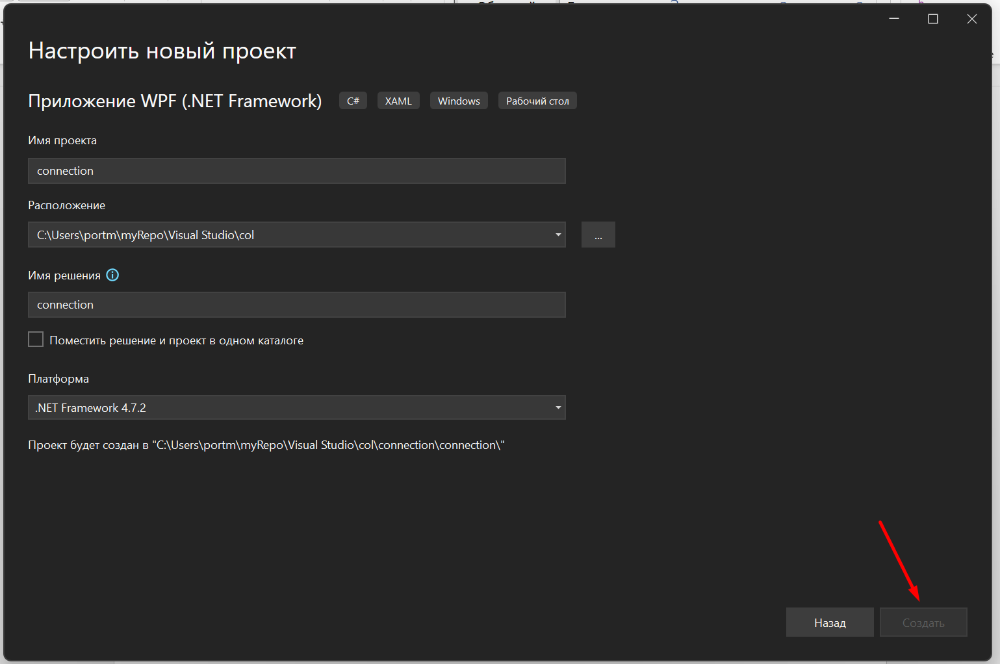 Настроить новый проект
Приложение WPF (.NET Framework) C# XAML Windows Рабочий стол
Имя проекта
connection
Расположение
C:\Users\portm\myRepo\Visual Studio\col ...
Имя решения
connection
Поместить решение и проект в одном каталоге
Платформа
.NET Framework 4.7.2
Проект будет создан в "C:\Users\portm\myRepo\Visual Studio\col\connection\connection\"
Назад Создать